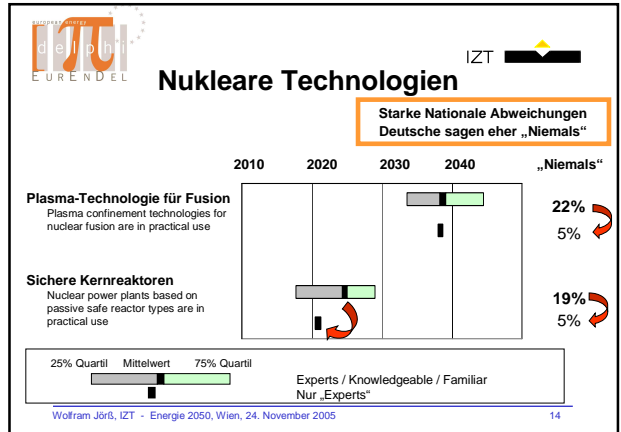 european energy
delphi
EurEnDel
IZT
Nukleare Technologien
Starke Nationale Abweichungen
Deutsche sagen eher „Niemals“
2010 2020 2030 2040 „Niemals“
Plasma-Technologie für Fusion
Plasma confinement technologies for
nuclear fusion are in practical use
22%
5%
Sichere Kernreaktoren
Nuclear power plants based on
passive safe reactor types are in
practical use
19%
5%
25% Quartil Mittelwert 75% Quartil
Experts / Knowledgeable / Familiar
Nur „Experts“
Wolfram Jörß, IZT - Energie 2050, Wien, 24. November 2005 14